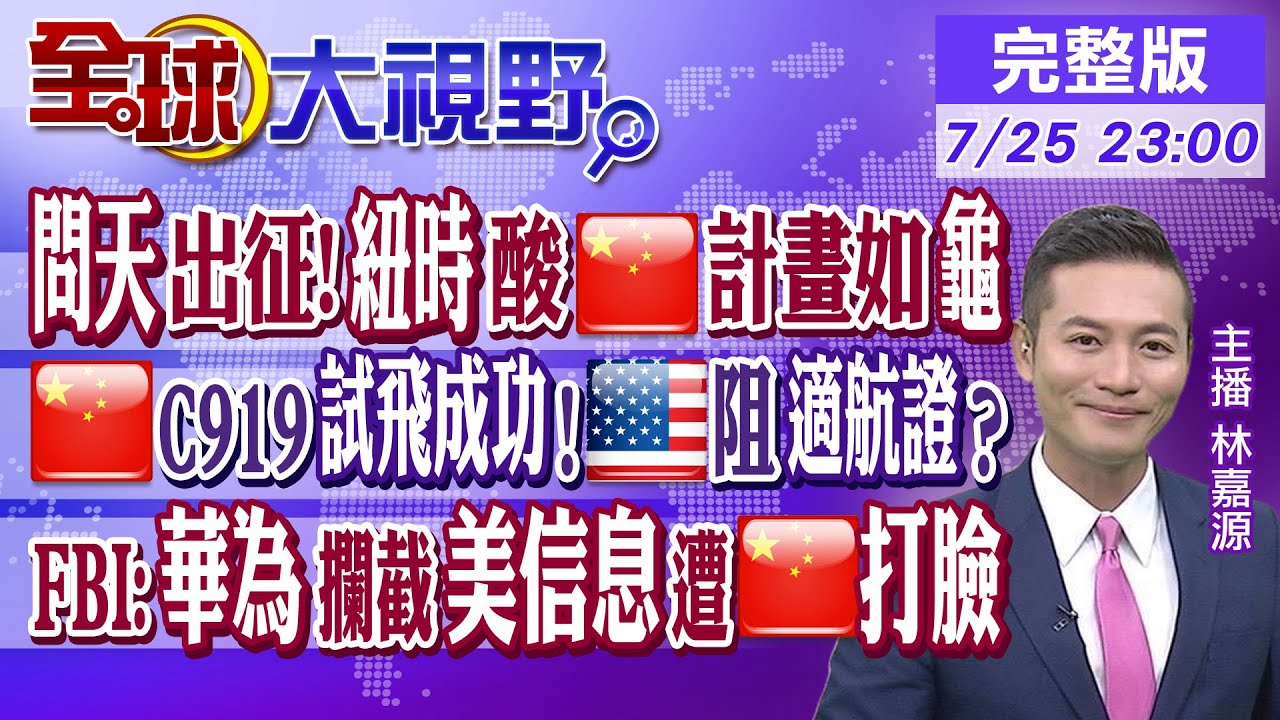 全球大視野
完整版
7/25 23:00
問天出征!紐時酸計畫如龜
C919試飛成功!阻適航證?
FBI:華為攔截美信息遭打臉
主播 林嘉源